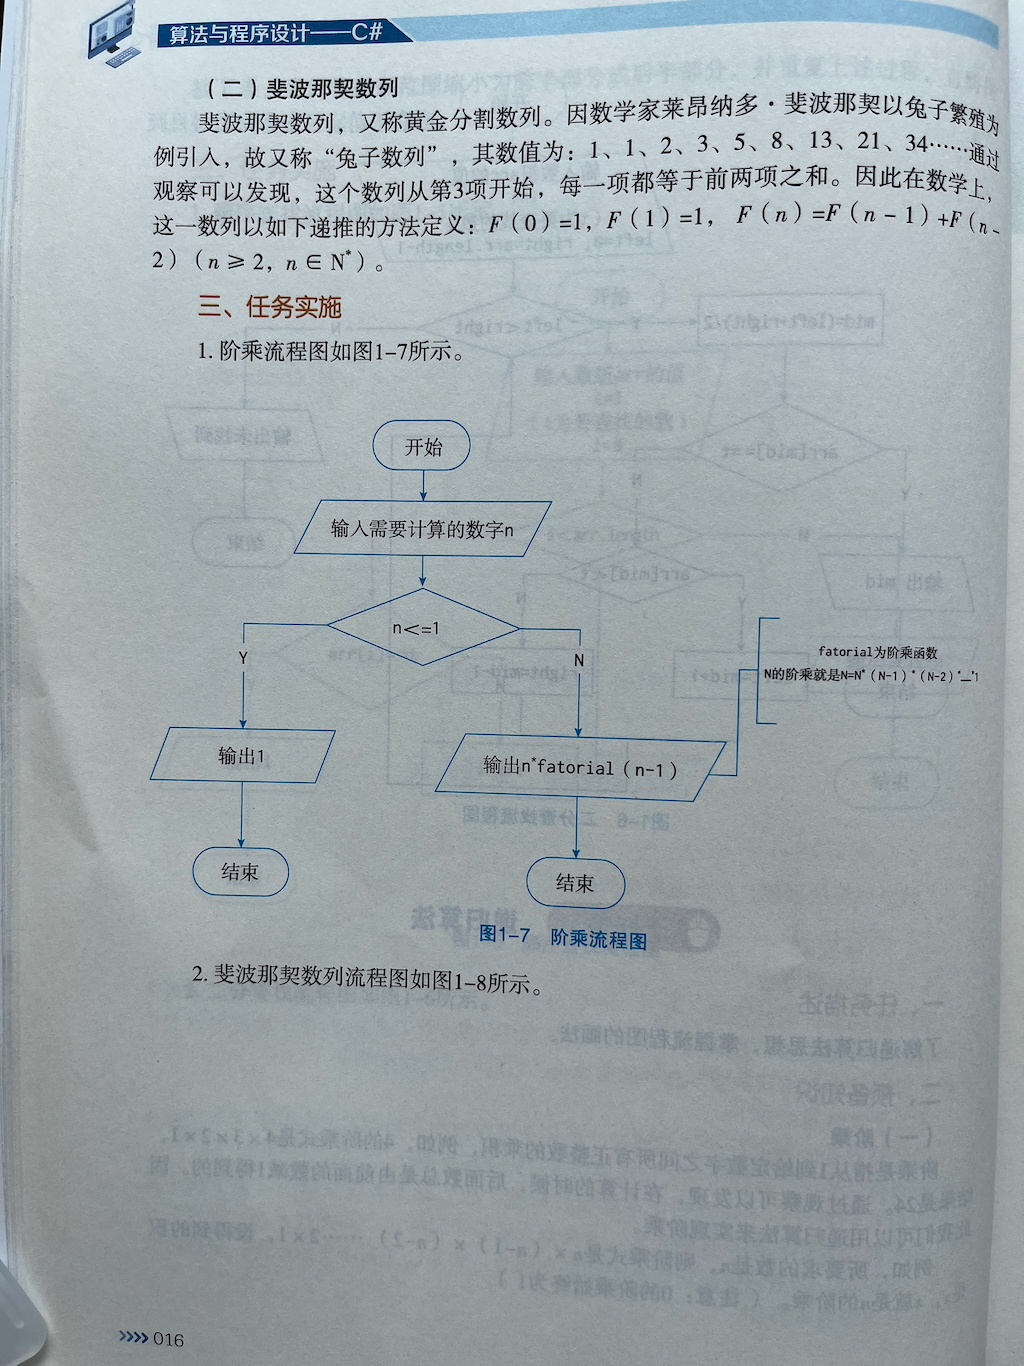 算法与程序设计——C#
（二）斐波那契数列
斐波那契数列，又称黄金分割数列。因数学家莱昂纳多·斐波那契以兔子繁殖为
例引入，故又称“兔子数列”，其数值为：1、1、2、3、5、8、13、21、34……通过
观察可以发现，这个数列从第3项开始，每一项都等于前两项之和。因此在数学上，
这一数列以如下递推的方法定义：F（0）=1，F（1）=1， F（n）=F（n－1）+F（n－
2）（n≥2，n∈N*）。
三、任务实施
1. 阶乘流程图如图1-7所示。
开始
输入需要计算的数字n
n<=1
Y
N
fatorial为阶乘函数
N的阶乘就是N=N*（N-1）*（N-2）*…*1
输出1
输出n*fatorial（n-1）
结束
结束
图1-7 阶乘流程图
2. 斐波那契数列流程图如图1-8所示。
>>>> 016